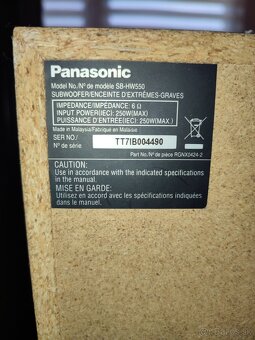 Panasonic
Model No./Nº de modèle SB-HW550
SUBWOOFER/ENCEINTE D'EXTRÊMES-GRAVES
IMPEDANCE/IMPÉDANCE: 6 Ω
INPUT POWER(IEC): 250W(MAX)
PUISSANCE D'ENTRÉE(IEC): 250W(MAX)
Made in Malaysia/Fabriqué en Malaisie
SER NO./
Nº de série
TT7IB004490
Part No./Nº de pièce RGNX0424-2
CAUTION:
Use in accordance with the indicated specifications
in the manual.
MISE EN GARDE:
Utilisez en accord avec les spécifications indiquées
dans le manuel.